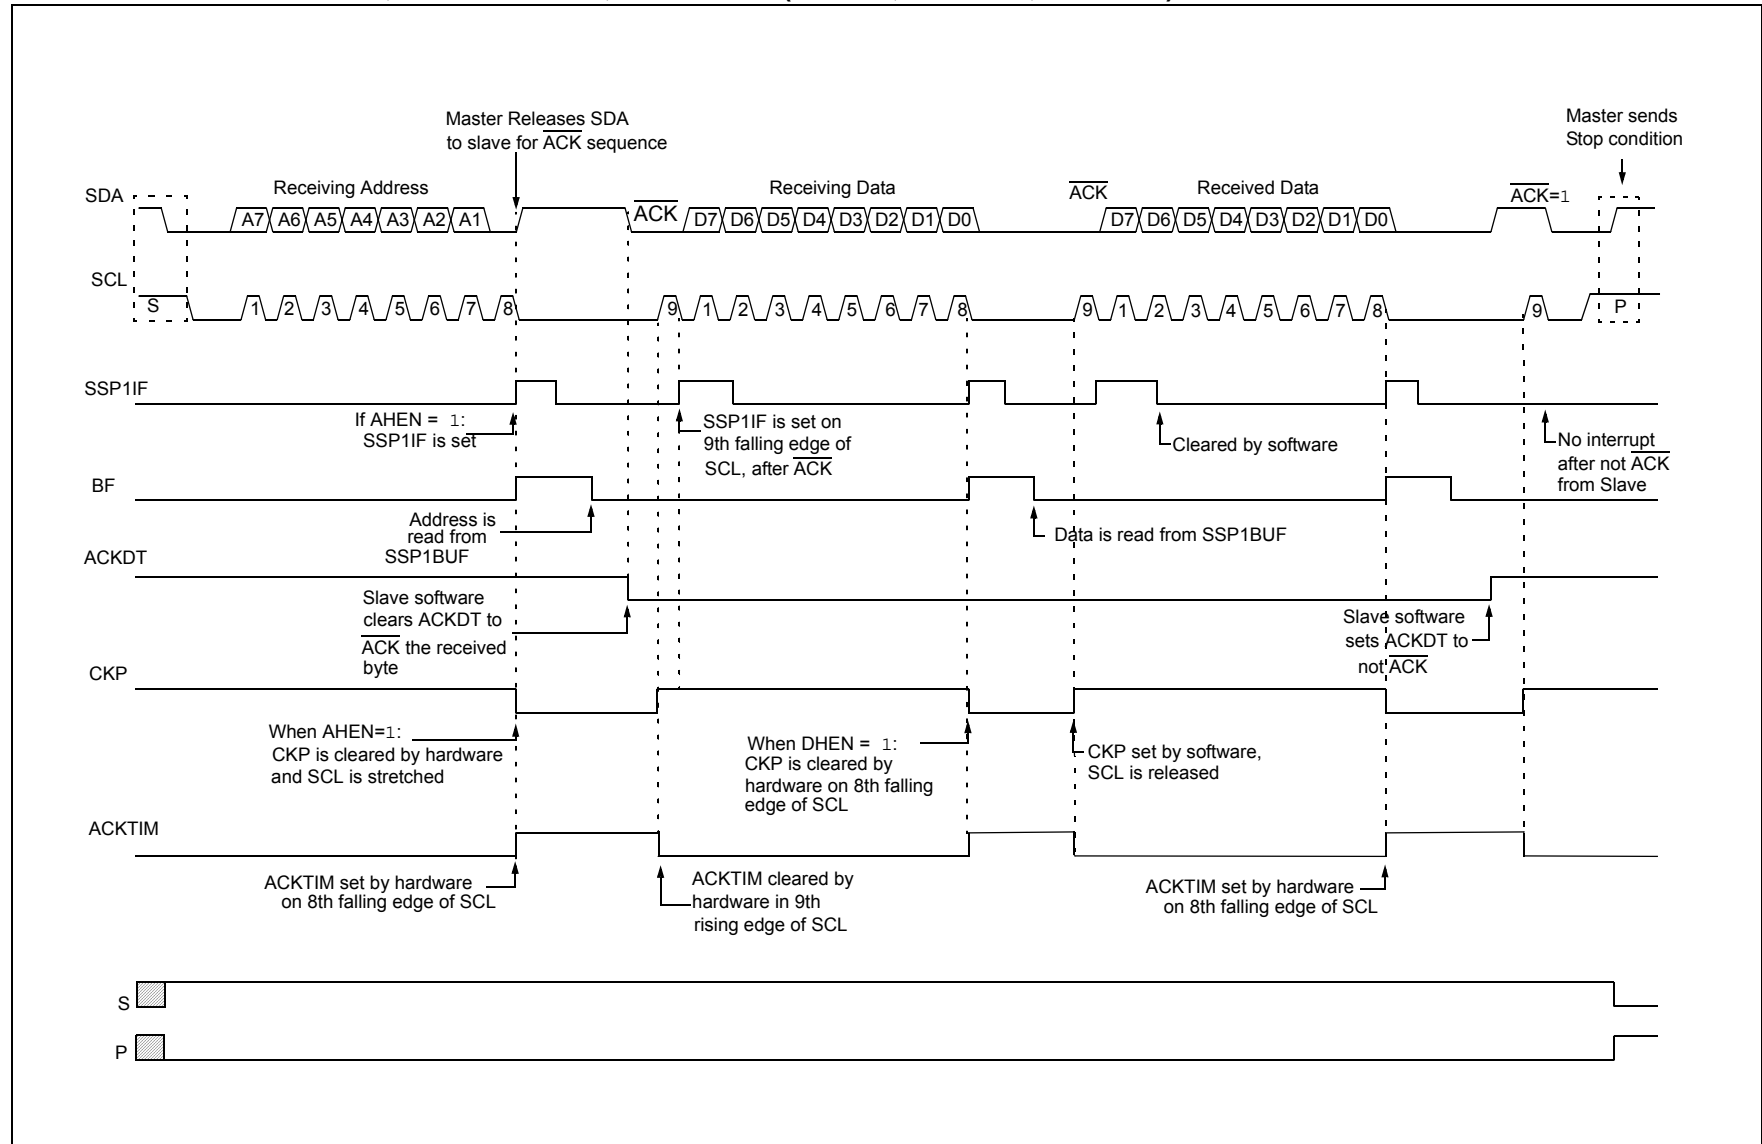 Master Releases SDA
to slave for ACK sequence
Master sends
Stop condition
SDA
Receiving Address
Receiving Data
Received Data
ACK
ACK
ACK=1
A7 A6 A5 A4 A3 A2 A1
D7 D6 D5 D4 D3 D2 D1 D0
D7 D6 D5 D4 D3 D2 D1 D0
SCL
S
1 2 3 4 5 6 7 8
9 1 2 3 4 5 6 7 8
9 1 2 3 4 5 6 7 8
9
P
SSP1IF
If AHEN = 1:
SSP1IF is set
SSP1IF is set on
9th falling edge of
SCL, after ACK
Cleared by software
No interrupt
after not ACK
from Slave
BF
Address is
read from
SSP1BUF
Data is read from SSP1BUF
ACKDT
Slave software
clears ACKDT to
ACK the received
byte
Slave software
sets ACKDT to
not ACK
CKP
When AHEN=1:
CKP is cleared by hardware
and SCL is stretched
When DHEN = 1:
CKP is cleared by
hardware on 8th falling
edge of SCL
CKP set by software,
SCL is released
ACKTIM
ACKTIM set by hardware
on 8th falling edge of SCL
ACKTIM cleared by
hardware in 9th
rising edge of SCL
ACKTIM set by hardware
on 8th falling edge of SCL
S
P